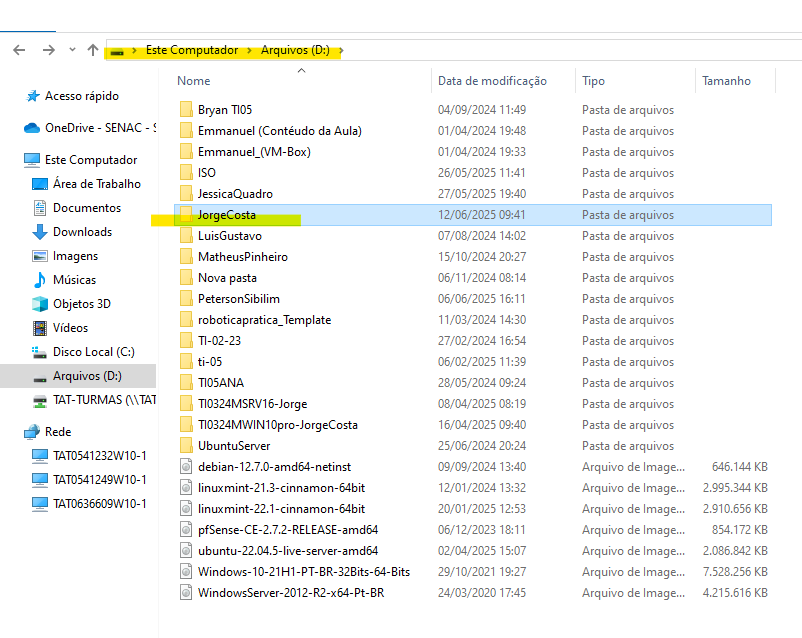 Este Computador > Arquivos (D:) >
Nome Data de modificação Tipo Tamanho
Acesso rápido
OneDrive - SENAC - S
Este Computador
Área de Trabalho
Documentos
Downloads
Imagens
Músicas
Objetos 3D
Vídeos
Disco Local (C:)
Arquivos (D:)
TAT-TURMAS (\\TAT
Rede
TAT0541232W10-1
TAT0541249W10-1
TAT0636609W10-1
Bryan TI05 04/09/2024 11:49 Pasta de arquivos
Emmanuel (Contéudo da Aula) 01/04/2024 19:48 Pasta de arquivos
Emmanuel_(VM-Box) 01/04/2024 19:33 Pasta de arquivos
ISO 26/05/2025 11:41 Pasta de arquivos
JessicaQuadro 27/05/2025 19:40 Pasta de arquivos
JorgeCosta 12/06/2025 09:41 Pasta de arquivos
LuisGustavo 07/08/2024 14:02 Pasta de arquivos
MatheusPinheiro 15/10/2024 20:27 Pasta de arquivos
Nova pasta 06/11/2024 08:14 Pasta de arquivos
PetersonSibilim 06/06/2025 16:11 Pasta de arquivos
roboticapratica_Template 11/03/2024 14:30 Pasta de arquivos
TI-02-23 27/02/2024 16:54 Pasta de arquivos
ti-05 06/02/2025 11:39 Pasta de arquivos
TI05ANA 28/05/2024 09:24 Pasta de arquivos
TI0324MSRV16-Jorge 08/04/2025 08:19 Pasta de arquivos
TI0324MWIN10pro-JorgeCosta 16/04/2025 09:40 Pasta de arquivos
UbuntuServer 25/06/2024 20:24 Pasta de arquivos
debian-12.7.0-amd64-netinst 09/09/2024 13:40 Arquivo de Image... 646.144 KB
linuxmint-21.3-cinnamon-64bit 12/01/2024 13:32 Arquivo de Image... 2.995.344 KB
linuxmint-22.1-cinnamon-64bit 20/01/2025 12:53 Arquivo de Image... 2.910.656 KB
pfSense-CE-2.7.2-RELEASE-amd64 06/12/2023 18:11 Arquivo de Image... 854.172 KB
ubuntu-22.04.5-live-server-amd64 02/04/2025 15:07 Arquivo de Image... 2.086.842 KB
Windows-10-21H1-PT-BR-32Bits-64-Bits 29/10/2021 19:27 Arquivo de Image... 7.528.256 KB
WindowsServer-2012-R2-x64-Pt-BR 24/03/2020 17:45 Arquivo de Image... 4.215.616 KB